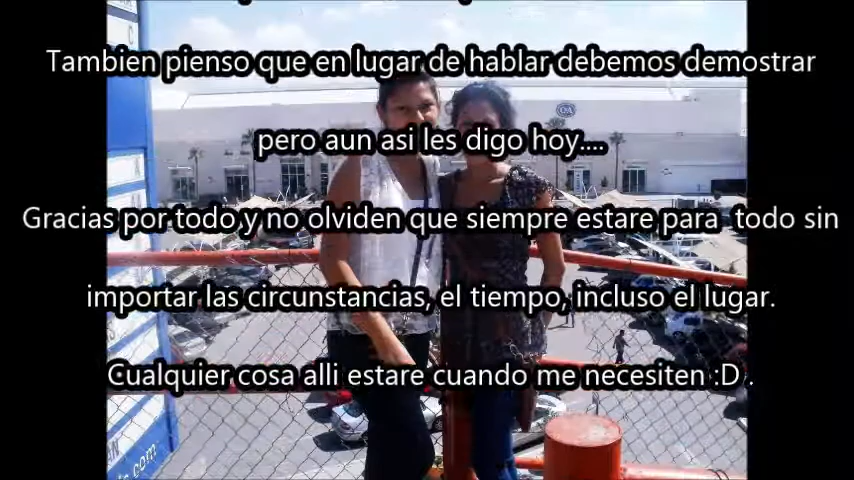 Tambien pienso que en lugar de hablar debemos demostrar
pero aun asi les digo hoy....
Gracias por todo y no olviden que siempre estare para todo sin
importar las circunstancias, el tiempo, incluso el lugar.
Cualquier cosa alli estare cuando me necesiten :D .
C
C&A
A
.com